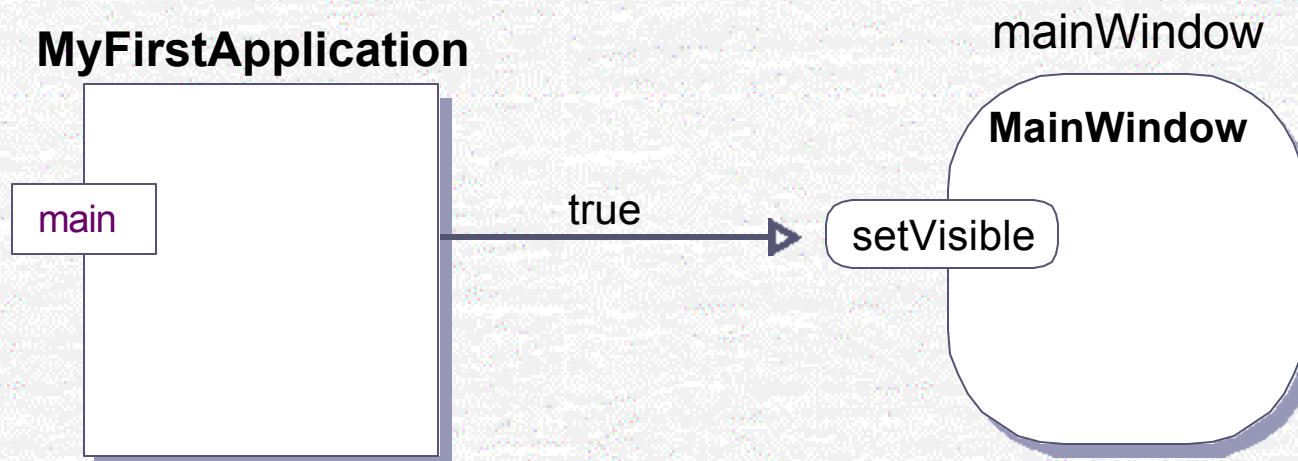 MyFirstApplication
mainWindow
MainWindow
main
true
setVisible